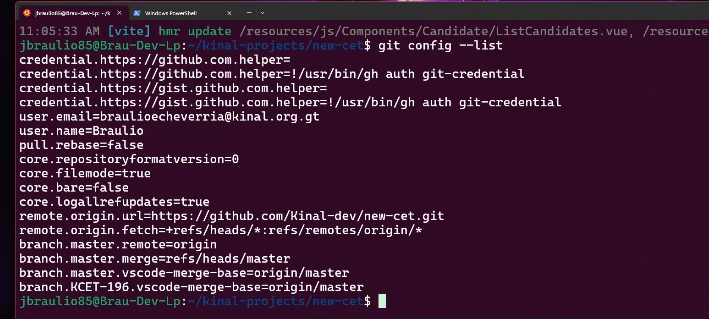 jbraulio85@Brau-Dev-Lp: ~/k
Windows PowerShell
11:05:33 AM [vite] hmr update /resources/js/Components/Candidate/ListCandidates.vue, /resource
jbraulio85@Brau-Dev-Lp:~/kinal-projects/new-cet$ git config --list
credential.https://github.com.helper=
credential.https://github.com.helper=!/usr/bin/gh auth git-credential
credential.https://gist.github.com.helper=
credential.https://gist.github.com.helper=!/usr/bin/gh auth git-credential
user.email=braulioecheverria@kinal.org.gt
user.name=Braulio
pull.rebase=false
core.repositoryformatversion=0
core.filemode=true
core.bare=false
core.logallrefupdates=true
remote.origin.url=https://github.com/Kinal-dev/new-cet.git
remote.origin.fetch=+refs/heads/*:refs/remotes/origin/*
branch.master.remote=origin
branch.master.merge=refs/heads/master
branch.master.vscode-merge-base=origin/master
branch.KCET-196.vscode-merge-base=origin/master
jbraulio85@Brau-Dev-Lp:~/kinal-projects/new-cet$